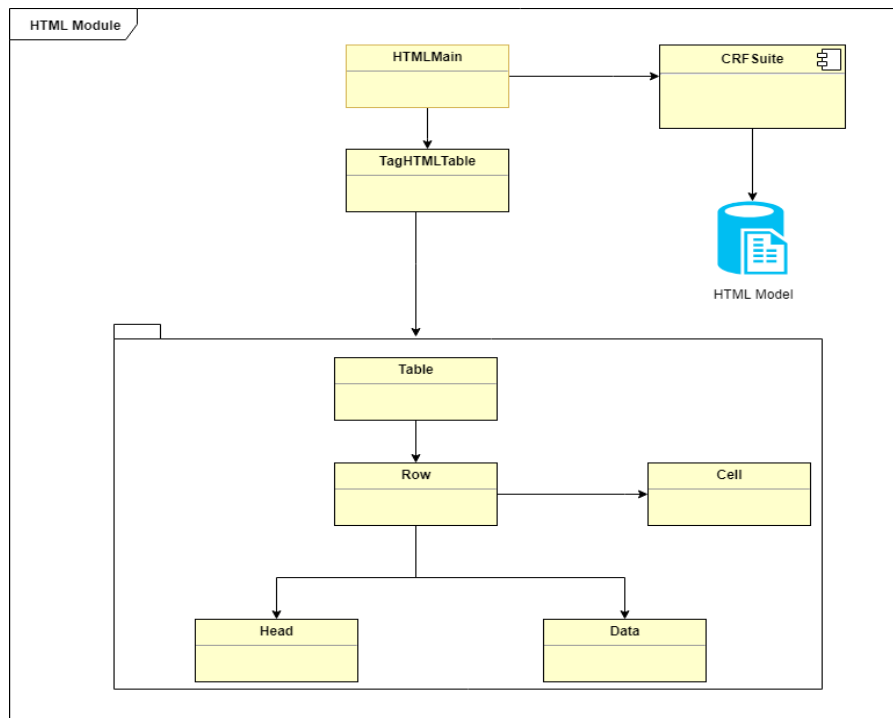 HTML Module
HTMLMain
CRFSuite
TagHTMLTable
HTML Model
Table
Row
Cell
Head
Data